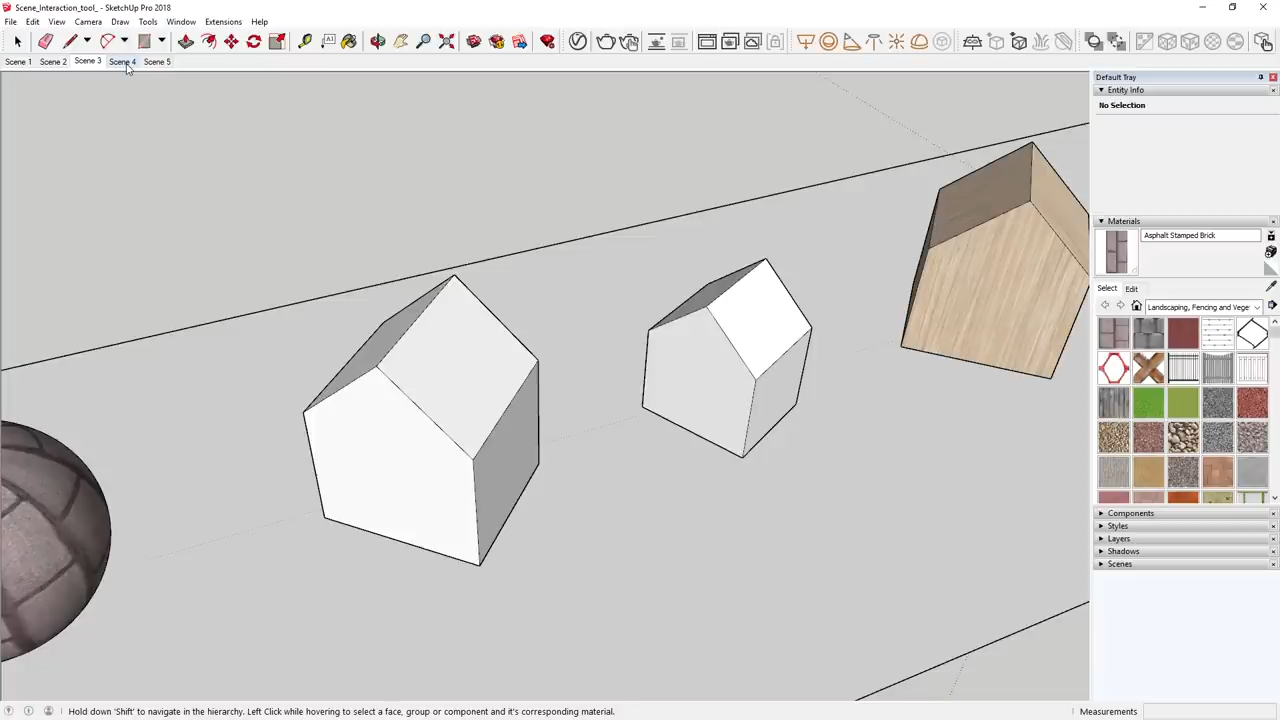 Scene_Interaction_tool_ - SketchUp Pro 2018
File Edit View Camera Draw Tools Window Extensions Help
Scene 1 Scene 2 Scene 3 Scene 4 Scene 5
Default Tray
Entity Info
No Selection
Materials
Asphalt Stamped Brick
Select Edit
Landscaping, Fencing and Vege
Components
Styles
Layers
Shadows
Scenes
Hold down 'Shift' to navigate in the hierarchy. Left Click while hovering to select a face, group or component and it's corresponding material.
Measurements